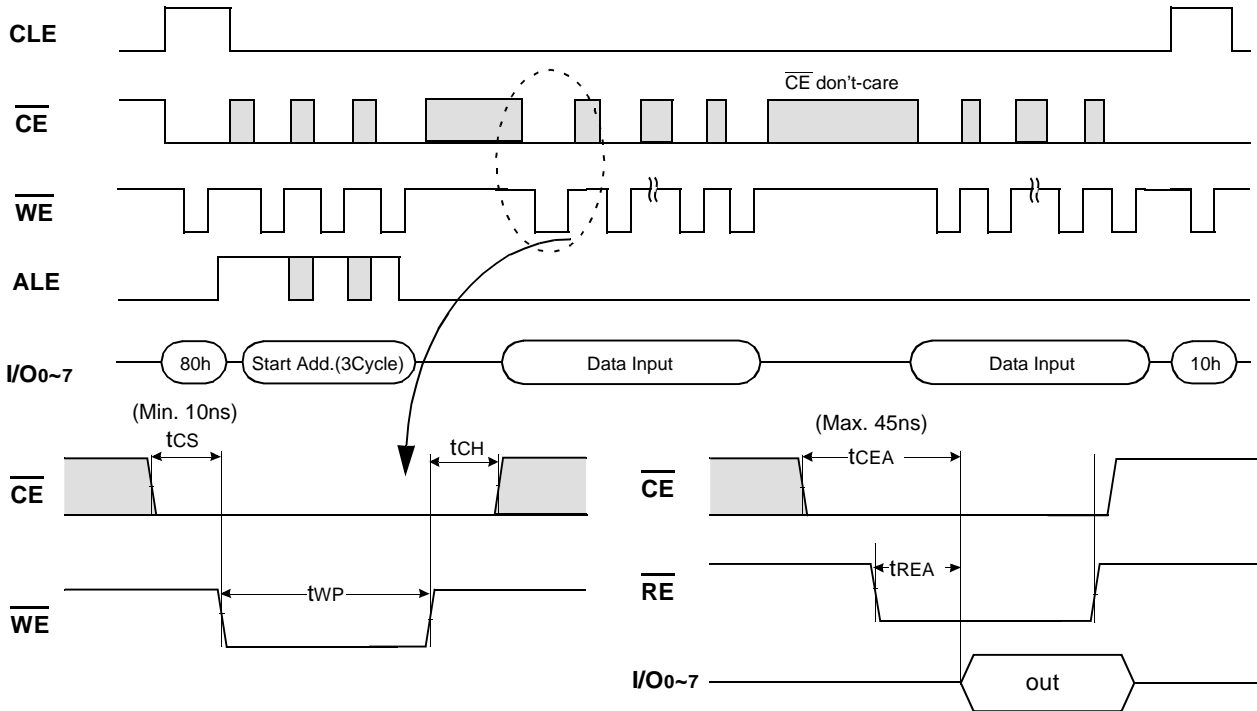 CLE
CE don't-care
CE
WE
ALE
I/O0~7
80h
Start Add.(3Cycle)
Data Input
Data Input
10h
(Min. 10ns)
tCS
tCH
CE
tWP
WE
(Max. 45ns)
tCEA
CE
tREA
RE
I/O0~7
out